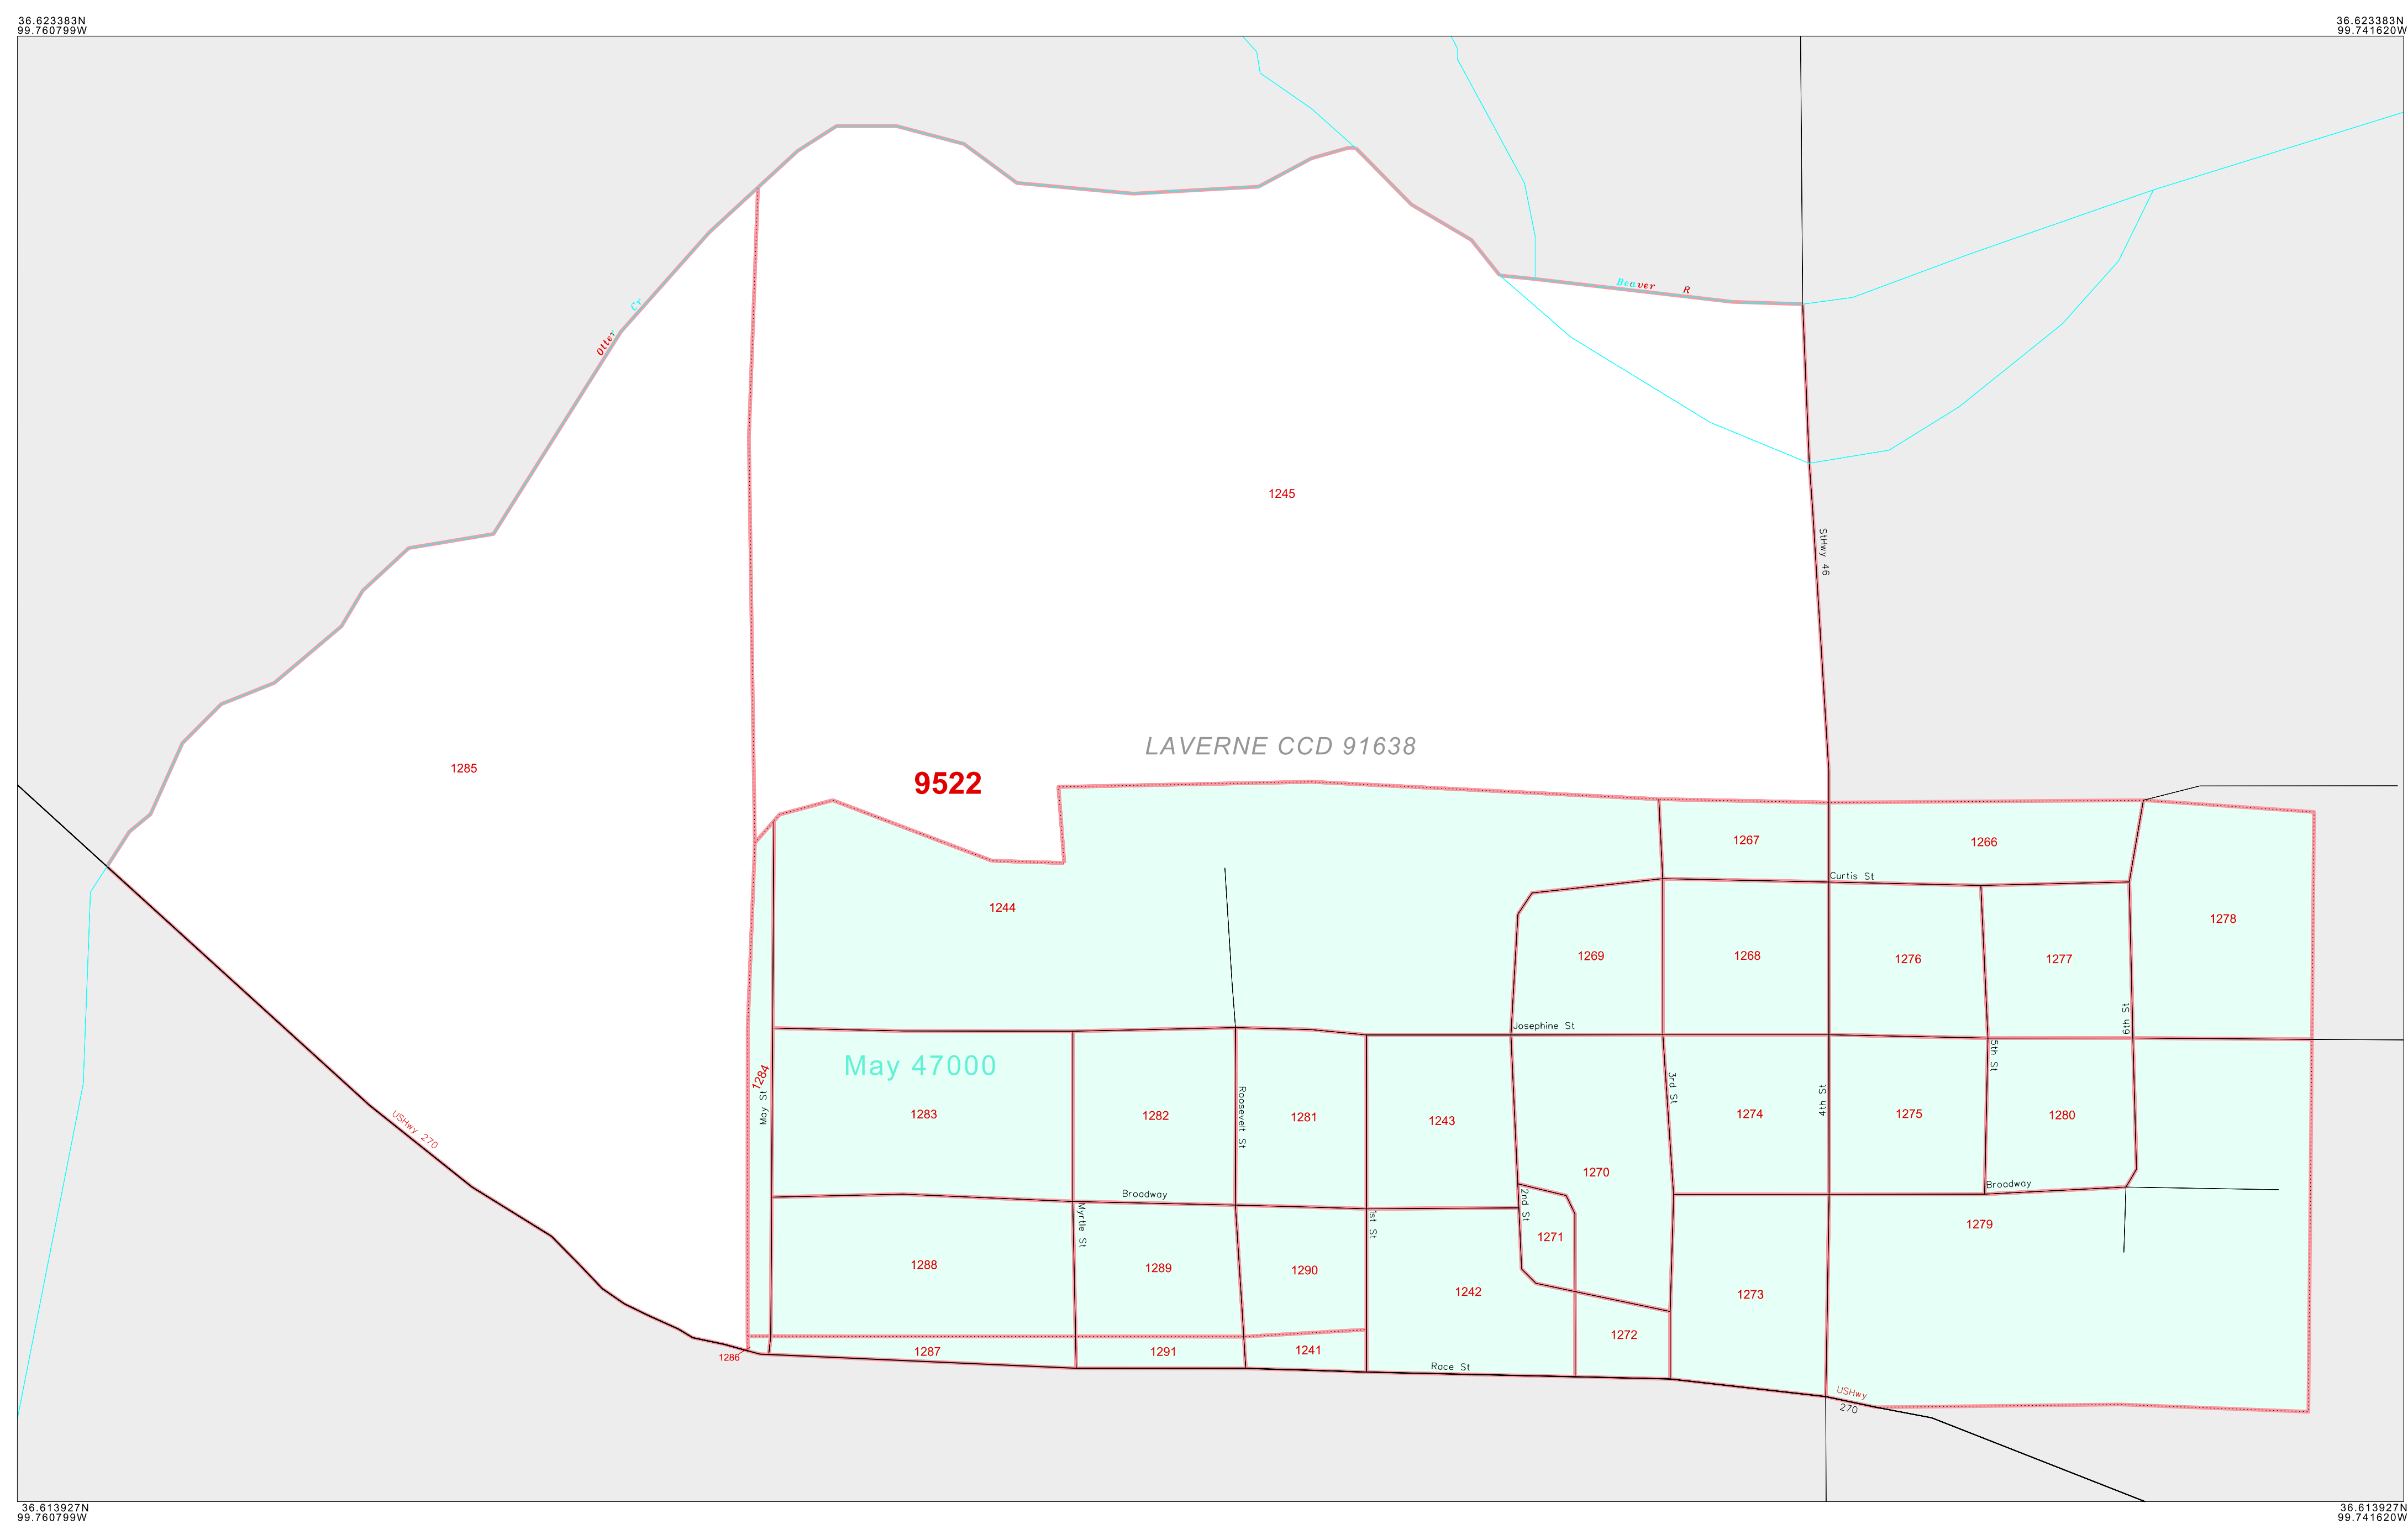 36.623383N
99.760799W
36.623383N
99.741620W
Beaver R
Otter Cr
1245
StHwy 46
LAVERNE CCD 91638
1285
9522
1267
1266
Curtis St
1244
1278
1269
1268
1276
1277
6th St
Josephine St
May 47000
1284
May St
1283
1282
Roosevelt St
1281
1243
3rd St
1274
4th St
1275
5th St
1280
USHwy 270
1270
Broadway
Broadway
Myrtle St
1st St
2nd St
1271
1279
1288
1289
1290
1242
1273
1272
1286
1287
1291
1241
Race St
USHwy
270
36.613927N
99.760799W
36.613927N
99.741620W